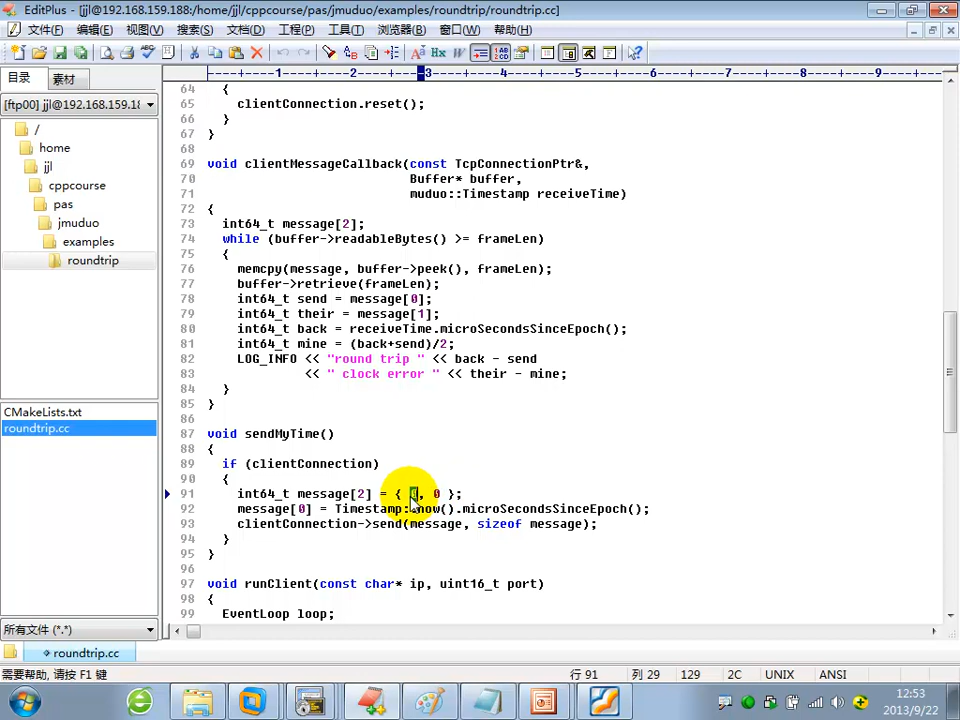 EditPlus - [jjl@192.168.159.188:/home/jjl/cppcourse/pas/jmuduo/examples/roundtrip/roundtrip.cc]
文件(F) 编辑(E) 视图(V) 搜索(S) 文档(D) 工程(P) 工具(T) 浏览器(B) 窗口(W) 帮助(H)
目录 素材
----+----1----+----2----+----3----+----4----+----5----+----6----+----7----+----8----+----9----+--
[ftp00] jjl@192.168.159.18
/
home
jjl
cppcourse
pas
jmuduo
examples
roundtrip
CMakeLists.txt
roundtrip.cc
所有文件 (*.*)
64 {
65 clientConnection.reset();
66 }
67 }
68
69 void clientMessageCallback(const TcpConnectionPtr&,
70 Buffer* buffer,
71 muduo::Timestamp receiveTime)
72 {
73 int64_t message[2];
74 while (buffer->readableBytes() >= frameLen)
75 {
76 memcpy(message, buffer->peek(), frameLen);
77 buffer->retrieve(frameLen);
78 int64_t send = message[0];
79 int64_t their = message[1];
80 int64_t back = receiveTime.microSecondsSinceEpoch();
81 int64_t mine = (back+send)/2;
82 LOG_INFO << "round trip " << back - send
83 << " clock error " << their - mine;
84 }
85 }
86
87 void sendMyTime()
88 {
89 if (clientConnection)
90 {
91 int64_t message[2] = { 0, 0 };
92 message[0] = Timestamp::now().microSecondsSinceEpoch();
93 clientConnection->send(message, sizeof message);
94 }
95 }
96
97 void runClient(const char* ip, uint16_t port)
98 {
99 EventLoop loop;
roundtrip.cc
需要帮助, 请按 F1 键 行 91 列 29 129 2C UNIX ANSI
12:53
2013/9/22